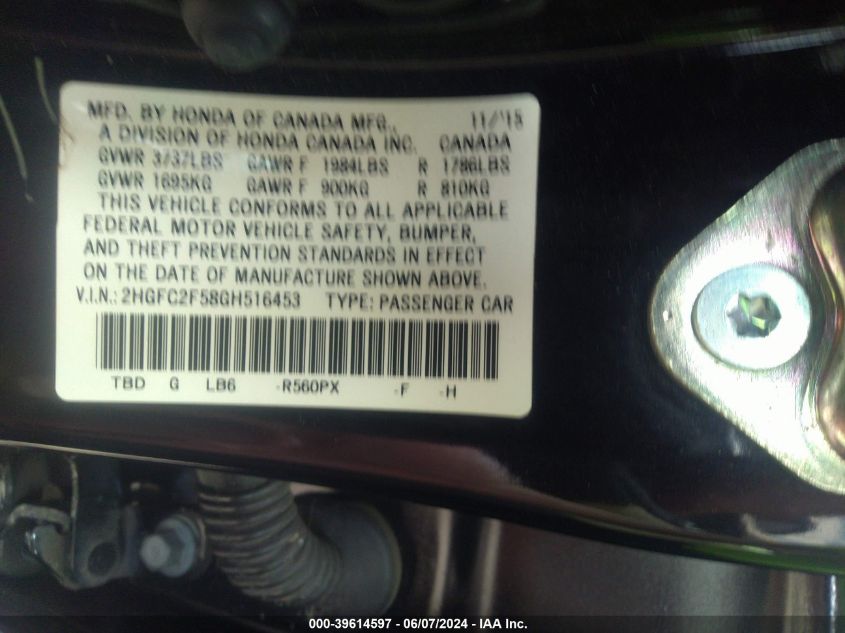 MFD. BY HONDA OF CANADA MFG., 11/'15
A DIVISION OF HONDA CANADA INC. CANADA
GVWR 3737LBS GAWR F 1984LBS R 1786LBS
GVWR 1695KG GAWR F 900KG R 810KG
THIS VEHICLE CONFORMS TO ALL APPLICABLE
FEDERAL MOTOR VEHICLE SAFETY, BUMPER,
AND THEFT PREVENTION STANDARDS IN EFFECT
ON THE DATE OF MANUFACTURE SHOWN ABOVE.
V.I.N.: 2HGFC2F58GH516453 TYPE: PASSENGER CAR
TBD G LB6 -R560PX -F -H
000-39614597 - 06/07/2024 - IAA Inc.